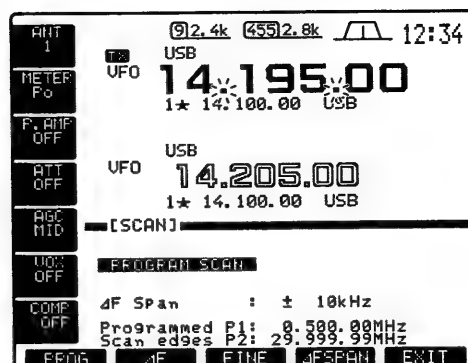 ANT
1
METER
Po
P.AMP
OFF
ATT
OFF
AGC
MID
VOX
OFF
COMP
OFF
[9]2.4k [455]2.8k 12:34
USB
TX
VFO
14.195.00
1★ 14.100.00 USB
USB
VFO
14.205.00
1★ 14.100.00 USB
[SCAN]
PROGRAM SCAN
⊿F Span : ± 10kHz
Programmed P1: 0.500.00MHz
Scan edges P2: 29.999.99MHz
PROG ⊿F FINE ⊿FSPAN EXIT